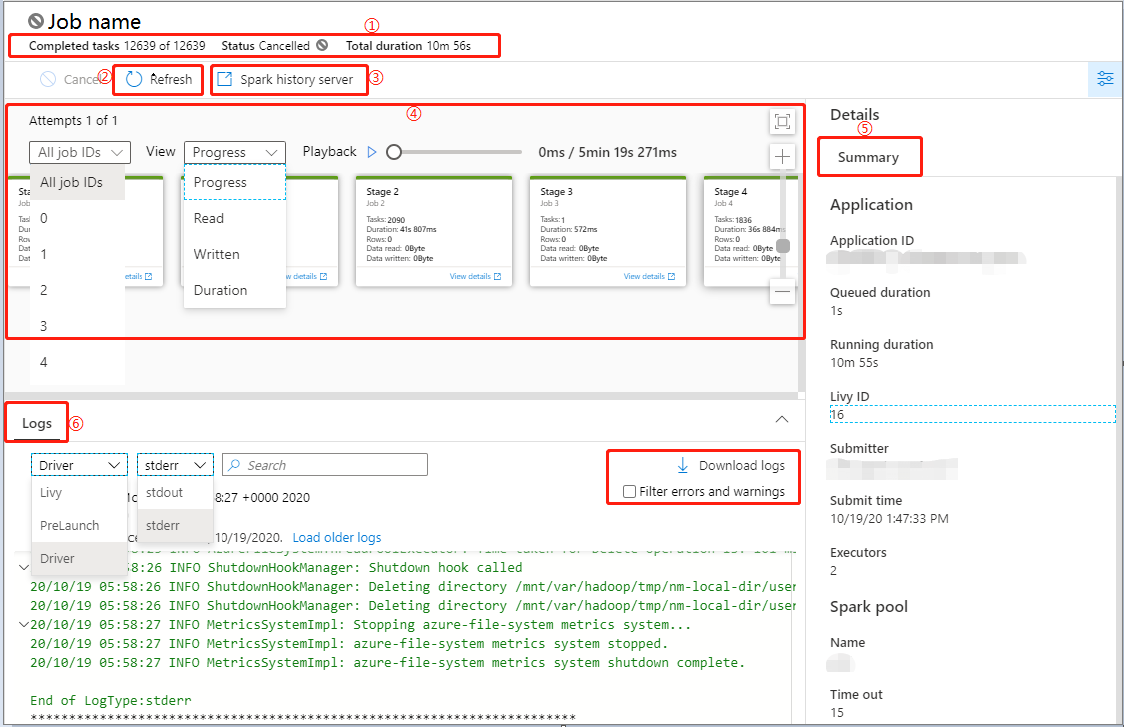 Job name
①
Completed tasks 12639 of 12639 Status Cancelled Total duration 10m 56s
Cancel ② Refresh Spark history server ③
Attempts 1 of 1 ④
All job IDs View Progress Playback 0ms / 5min 19s 271ms
All job IDs
0
1
2
3
4
Progress
Read
Written
Duration
details
view details
Stage 2
Job 2
Tasks: 2090
Duration: 41s 807ms
Rows: 0
Data read: 0Byte
Data written: 0Byte
View details
Stage 3
Job 3
Tasks: 1
Duration: 572ms
Rows: 0
Data read: 0Byte
Data written: 0Byte
View details
Stage 4
Job 4
Tasks: 1836
Duration: 36s 884ms
Rows: 0
Data read: 0Byte
Data written: 0Byte
Details
⑤
Summary
Application
Application ID
Queued duration
1s
Running duration
10m 55s
Livy ID
16
Submitter
Submit time
10/19/20 1:47:33 PM
Executors
2
Spark pool
Name
Time out
15
Logs ⑥
Driver stderr Search Download logs
Filter errors and warnings
Livy
PreLaunch
Driver
stdout
stderr
8:27 +0000 2020
10/19/2020. Load older logs
5:58:26 INFO ShutdownHookManager: Shutdown hook called
20/10/19 05:58:26 INFO ShutdownHookManager: Deleting directory /mnt/var/hadoop/tmp/nm-local-dir/user
20/10/19 05:58:26 INFO ShutdownHookManager: Deleting directory /mnt/var/hadoop/tmp/nm-local-dir/user
20/10/19 05:58:27 INFO MetricsSystemImpl: Stopping azure-file-system metrics system...
20/10/19 05:58:27 INFO MetricsSystemImpl: azure-file-system metrics system stopped.
20/10/19 05:58:27 INFO MetricsSystemImpl: azure-file-system metrics system shutdown complete.
End of LogType:stderr
***********************************************************************